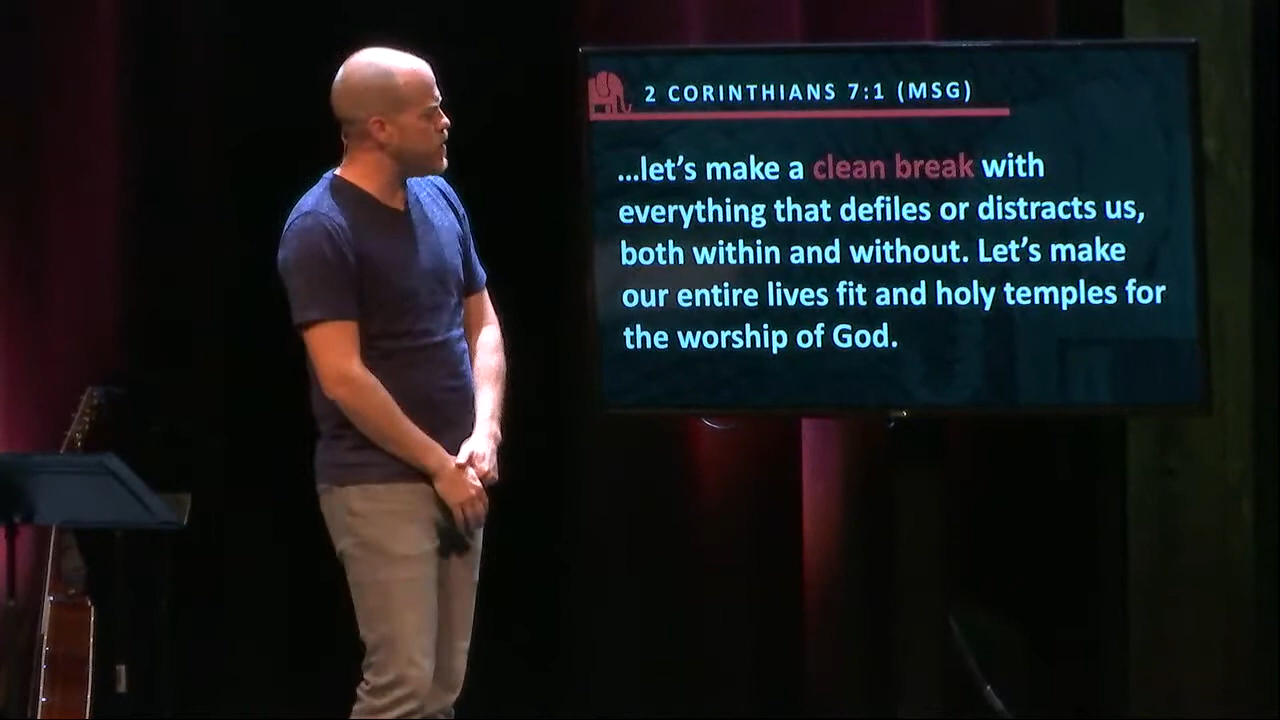 2 CORINTHIANS 7:1 (MSG)
...let's make a clean break with
everything that defiles or distracts us,
both within and without. Let's make
our entire lives fit and holy temples for
the worship of God.